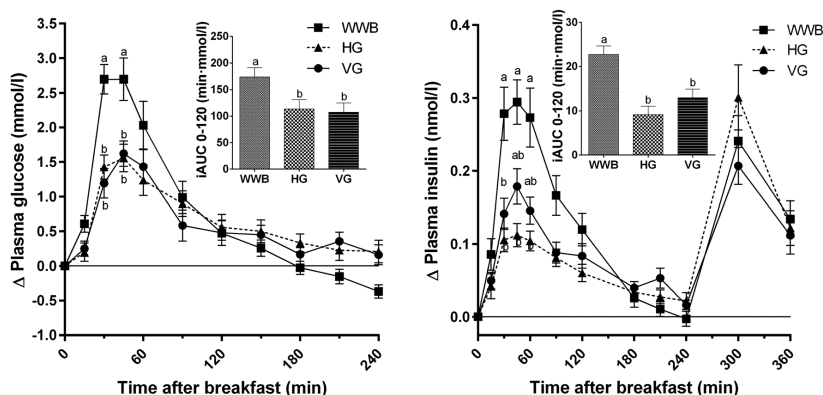 Δ Plasma glucose (mmol/l)
3.5
3.0
2.5
2.0
1.5
1.0
0.5
0.0
-0.5
-1.0
0
60
120
180
240
Time after breakfast (min)
a a
b
b
b
b
iAUC 0-120 (min·mmol/l)
250
200
150
100
50
0
a
b
b
WWB HG VG
WWB
HG
VG
Δ Plasma insulin (nmol/l)
0.4
0.3
0.2
0.1
0.0
0
60
120
180
240
300
360
Time after breakfast (min)
a a a
b ab ab
b b b
iAUC 0-120 (min·mmol/l)
30
20
10
0
a
b
b
WWB HG VG
WWB
HG
VG